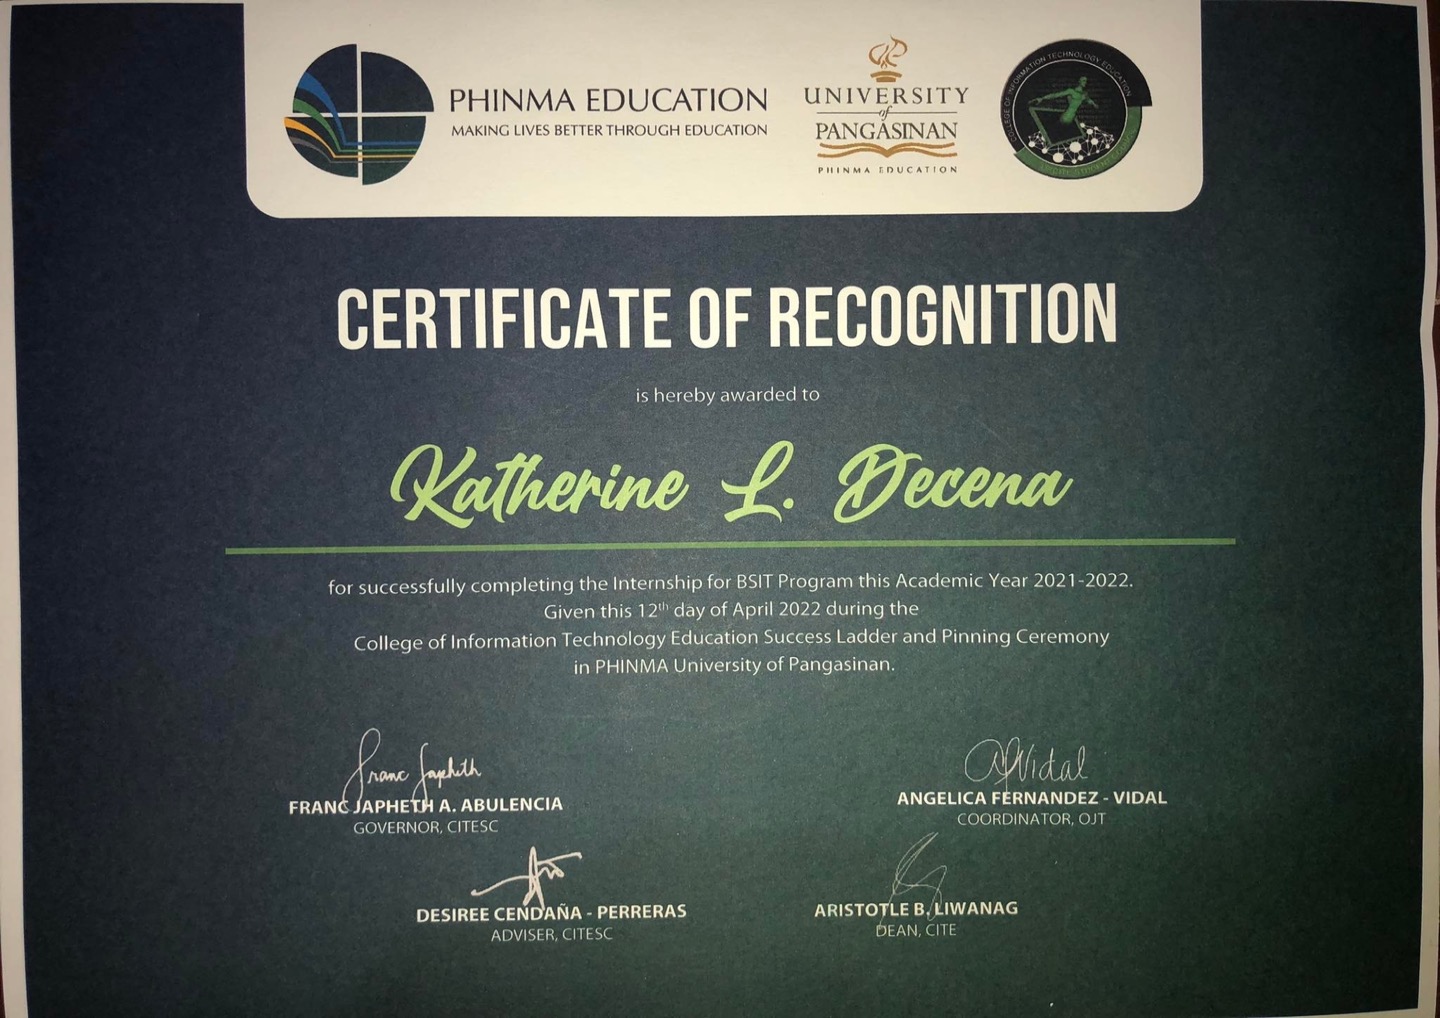 PHINMA EDUCATION
MAKING LIVES BETTER THROUGH EDUCATION
UNIVERSITY
of
PANGASINAN
PHINMA EDUCATION
COLLEGE OF INFORMATION TECHNOLOGY EDUCATION
CERTIFICATE OF RECOGNITION
is hereby awarded to
Katherine L. Decena
for successfully completing the Internship for BSIT Program this Academic Year 2021-2022.
Given this 12th day of April 2022 during the
College of Information Technology Education Success Ladder and Pinning Ceremony
in PHINMA University of Pangasinan.
Franc Japheth
FRANC JAPHETH A. ABULENCIA
GOVERNOR, CITESC
AFVidal
ANGELICA FERNANDEZ - VIDAL
COORDINATOR, OJT
DESIREE CENDAÑA - PERRERAS
ADVISER, CITESC
ARISTOTLE B. LIWANAG
DEAN, CITE